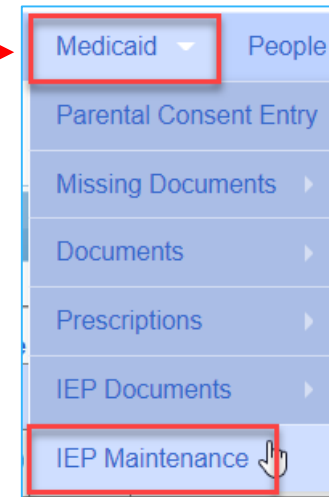 Medicaid People
Parental Consent Entry
Missing Documents
Documents
Prescriptions
IEP Documents
IEP Maintenance